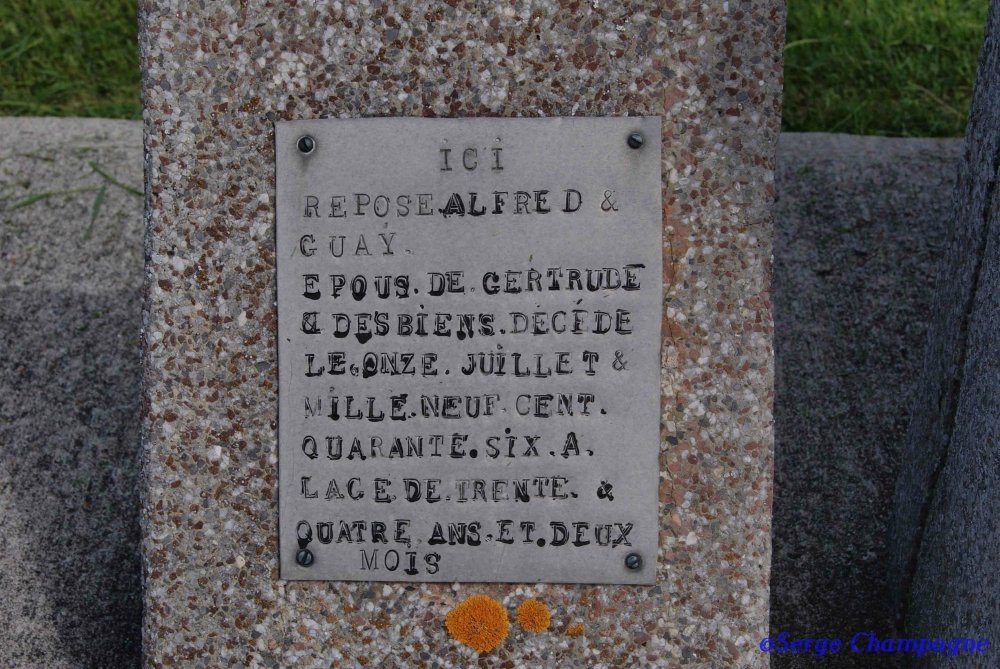 ICI
REPOSE.ALFRED &
GUAY.
EPOUS.DE.GERTRUDE
& DESBIENS.DÉCÉDE
LE.ONZE.JUILLET &
MILLE.NEUF.CENT.
QUARANTE.SIX.A.
LAGE.DE.TRENTE. &
QUATRE.ANS.ET.DEUX
MOIS
©Serge Champagne